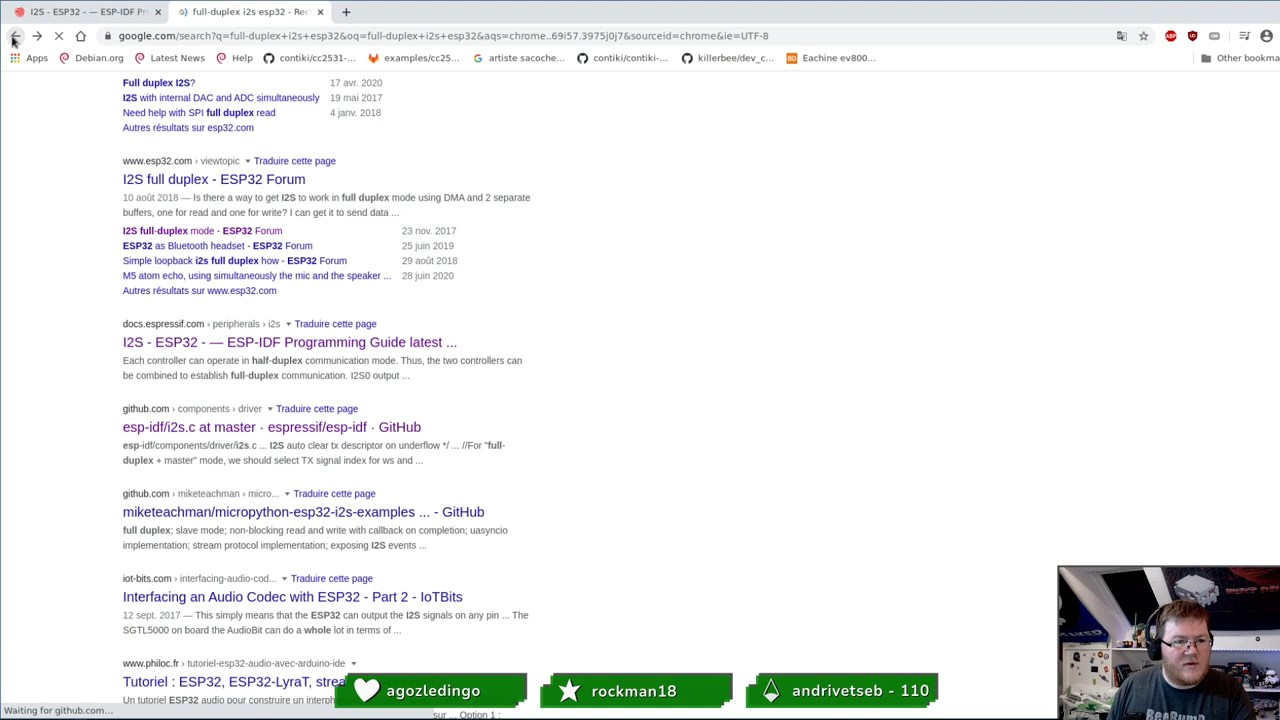 I2S - ESP32 - — ESP-IDF Pr
full-duplex i2s esp32 - Rec
google.com/search?q=full-duplex+i2s+esp32&oq=full-duplex+i2s+esp32&aqs=chrome..69i57.3975j0j7&sourceid=chrome&ie=UTF-8
Apps
Debian.org
Latest News
Help
contiki/cc2531-...
examples/cc25...
artiste sacoche...
contiki/contiki-...
killerbee/dev_c...
Eachine ev800...
Other bookma
Full duplex I2S? 17 avr. 2020
I2S with internal DAC and ADC simultaneously 19 mai 2017
Need help with SPI full duplex read 4 janv. 2018
Autres résultats sur esp32.com
www.esp32.com › viewtopic Traduire cette page
I2S full duplex - ESP32 Forum
10 août 2018 — Is there a way to get I2S to work in full duplex mode using DMA and 2 separate
buffers, one for read and one for write? I can get it to send data ...
I2S full-duplex mode - ESP32 Forum 23 nov. 2017
ESP32 as Bluetooth headset - ESP32 Forum 25 juin 2019
Simple loopback i2s full duplex how - ESP32 Forum 29 août 2018
M5 atom echo, using simultaneously the mic and the speaker ... 28 juin 2020
Autres résultats sur www.esp32.com
docs.espressif.com › peripherals › i2s Traduire cette page
I2S - ESP32 - — ESP-IDF Programming Guide latest ...
Each controller can operate in half-duplex communication mode. Thus, the two controllers can
be combined to establish full-duplex communication. I2S0 output ...
github.com › components › driver Traduire cette page
esp-idf/i2s.c at master · espressif/esp-idf · GitHub
esp-idf/components/driver/i2s.c ... I2S auto clear tx descriptor on underflow */ ... //For "full-
duplex + master" mode, we should select TX signal index for ws and ...
github.com › miketeachman › micro... Traduire cette page
miketeachman/micropython-esp32-i2s-examples ... - GitHub
full duplex; slave mode; non-blocking read and write with callback on completion; uasyncio
implementation; stream protocol implementation; exposing I2S events ...
iot-bits.com › interfacing-audio-cod... Traduire cette page
Interfacing an Audio Codec with ESP32 - Part 2 - IoTBits
12 sept. 2017 — This simply means that the ESP32 can output the I2S signals on any pin ... The
SGTL5000 on board the AudioBit can do a whole lot in terms of ...
www.philoc.fr › tutoriel-esp32-audio-avec-arduino-ide
Tutoriel : ESP32, ESP32-LyraT, strea
Un tutoriel ESP32 audio pour construire un interph
agozledingo
rockman18
andrivetseb - 110
Waiting for github.com...
sur ... Option 1 :